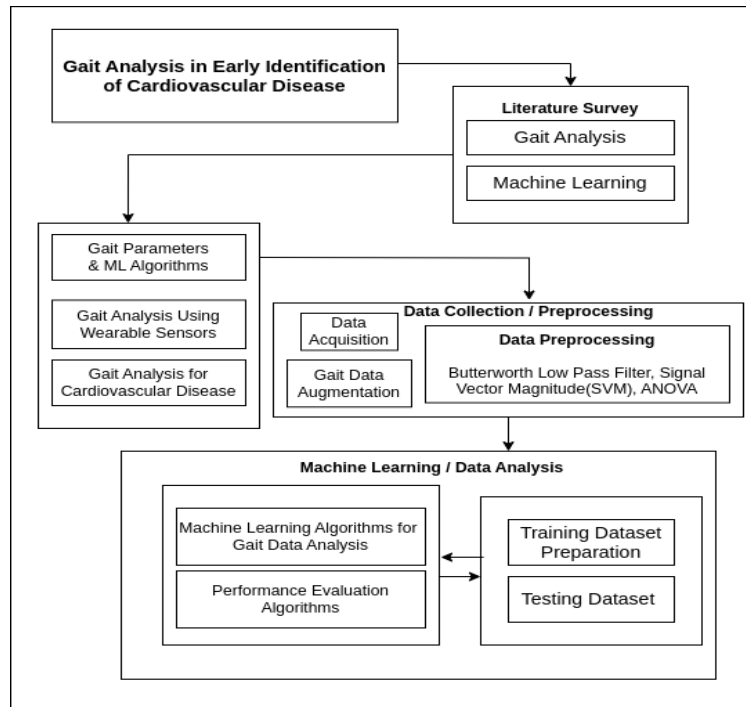 Gait Analysis in Early Identification
of Cardiovascular Disease
Literature Survey
Gait Analysis
Machine Learning
Gait Parameters
& ML Algorithms
Gait Analysis Using
Wearable Sensors
Gait Analysis for
Cardiovascular Disease
Data Collection / Preprocessing
Data
Acquisition
Gait Data
Augmentation
Data Preprocessing
Butterworth Low Pass Filter, Signal
Vector Magnitude(SVM), ANOVA
Machine Learning / Data Analysis
Machine Learning Algorithms for
Gait Data Analysis
Performance Evaluation
Algorithms
Training Dataset
Preparation
Testing Dataset